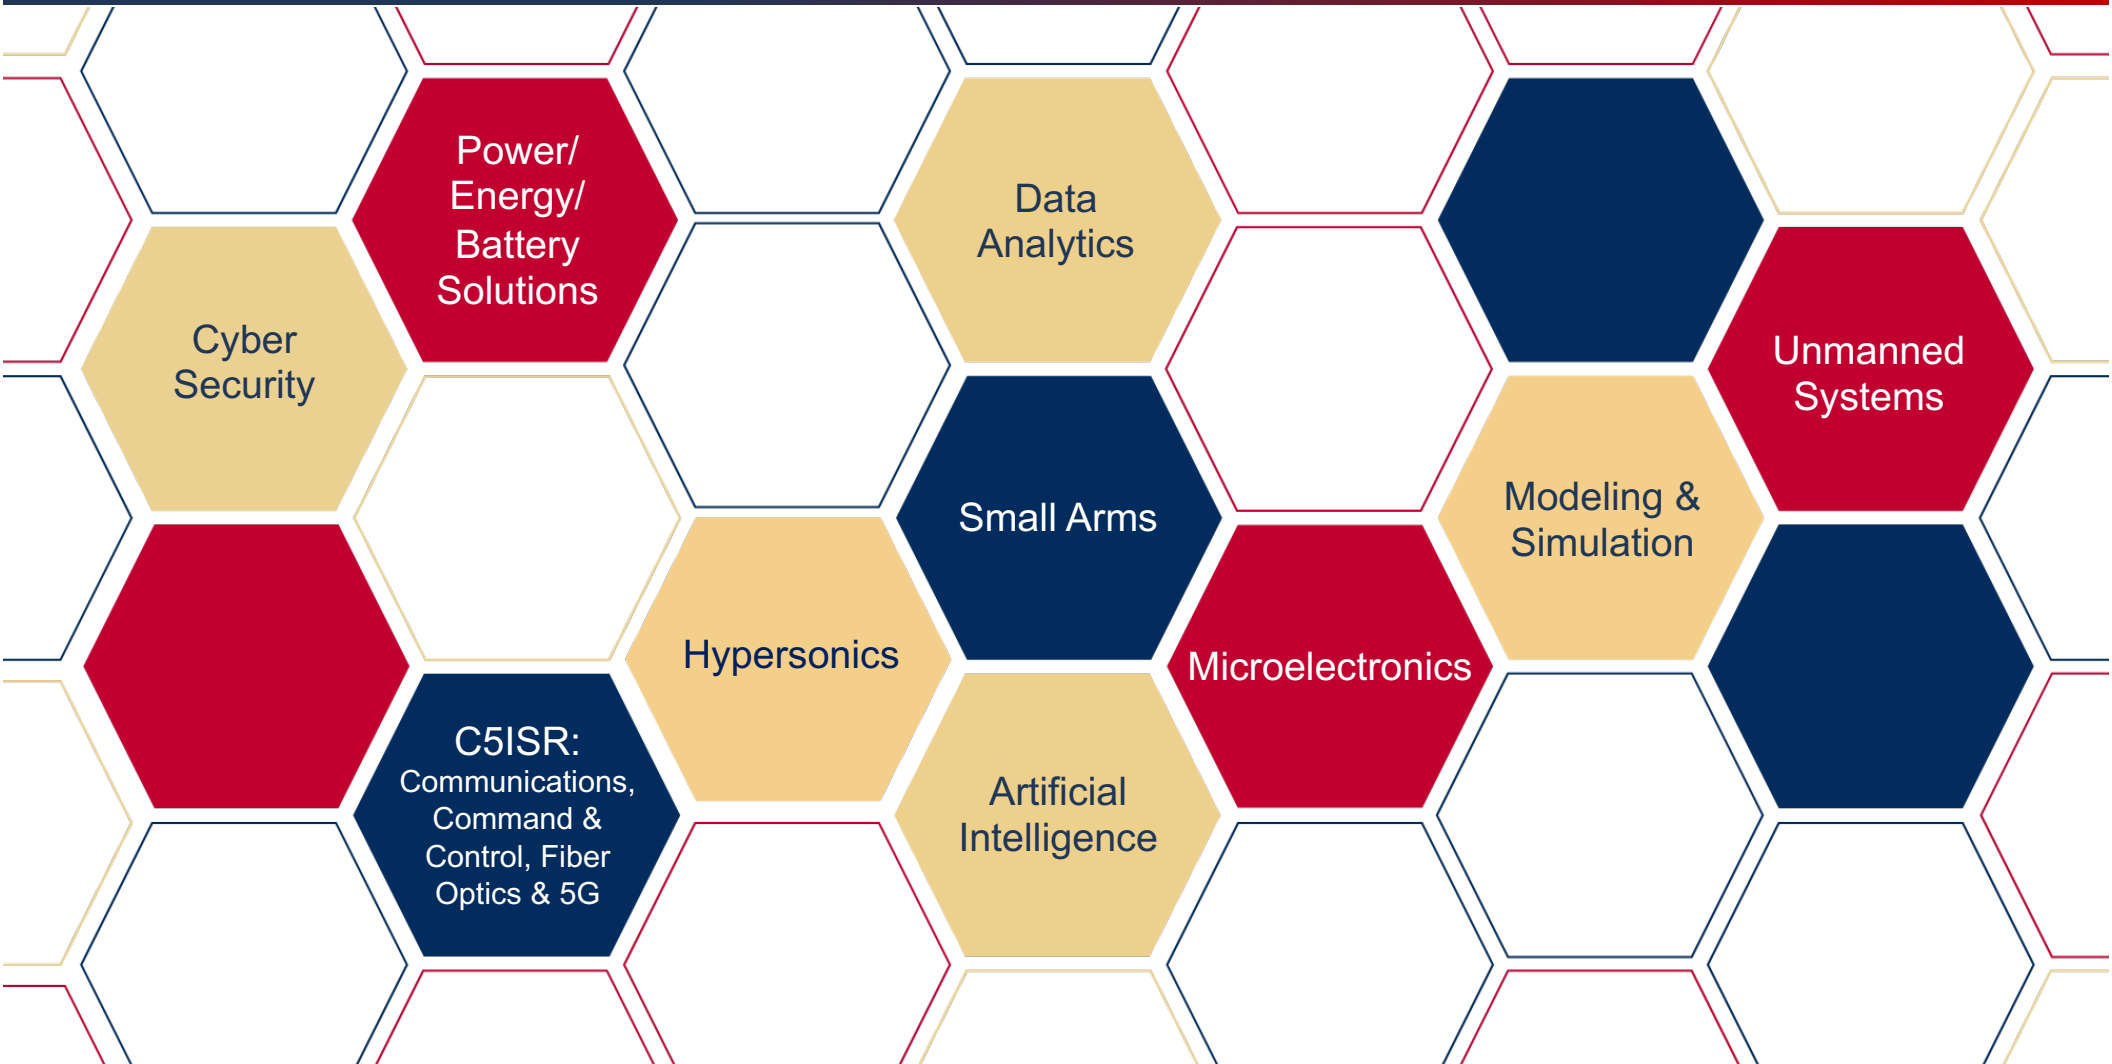 Power/
Energy/
Battery
Solutions
Data
Analytics
Cyber
Security
Unmanned
Systems
Small Arms
Modeling &
Simulation
Hypersonics
Microelectronics
C5ISR:
Communications,
Command &
Control, Fiber
Optics & 5G
Artificial
Intelligence